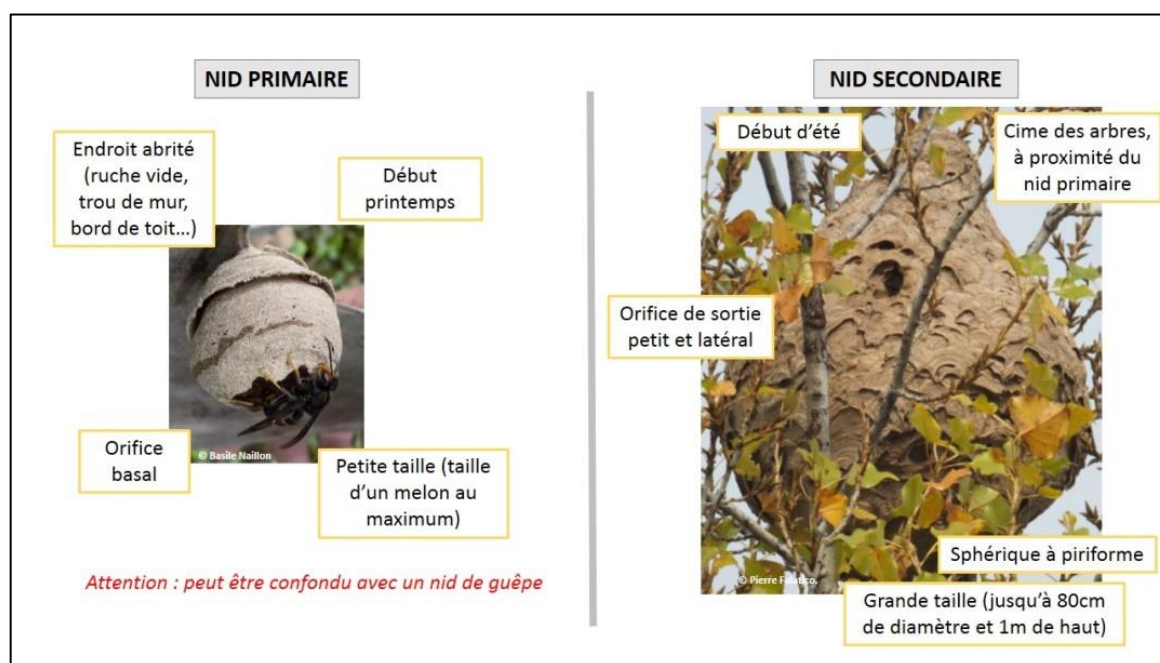 NID PRIMAIRE
Endroit abrité
(ruche vide,
trou de mur,
bord de toit...)
Début
printemps
© Basile Naillon
Orifice
basal
Petite taille (taille
d'un melon au
maximum)
Attention : peut être confondu avec un nid de guêpe
NID SECONDAIRE
Début d'été
Cime des arbres,
à proximité du
nid primaire
Orifice de sortie
petit et latéral
Sphérique à piriforme
© Pierre Falatico.
Grande taille (jusqu'à 80cm
de diamètre et 1m de haut)